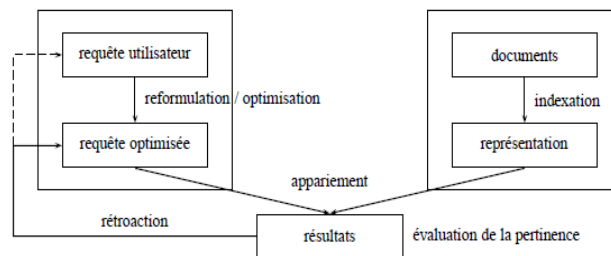 requête utilisateur
documents
reformulation / optimisation
indexation
requête optimisée
représentation
appariement
rétroaction
résultats
évaluation de la pertinence